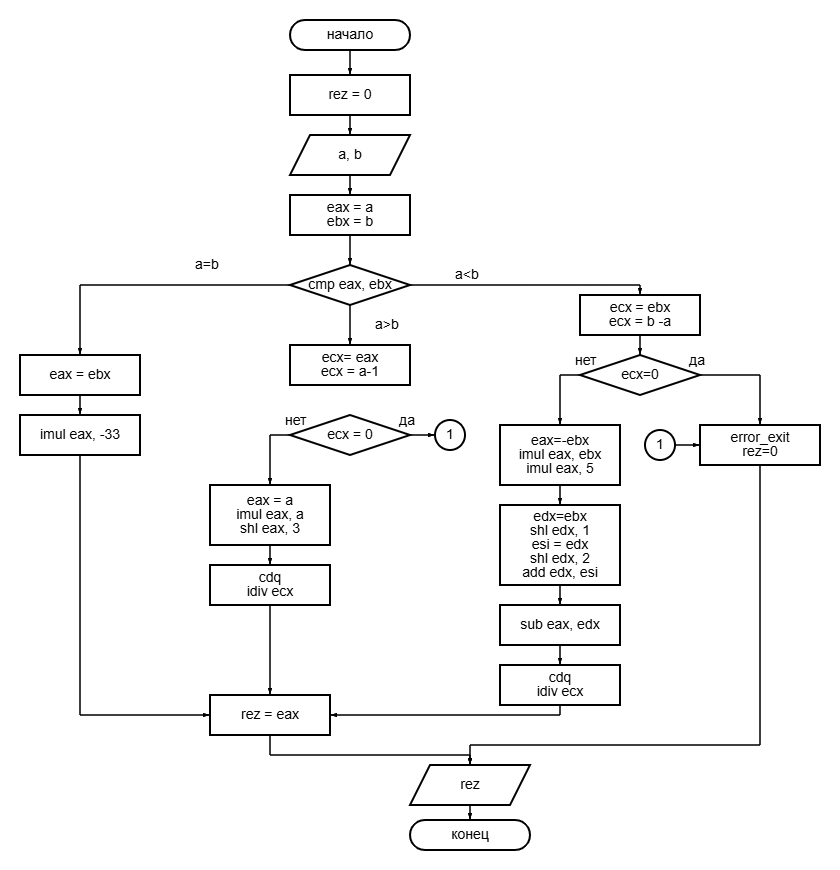 начало
rez = 0
a, b
eax = a
ebx = b
a=b
cmp eax, ebx
a<b
a>b
ecx = ebx
ecx = b -a
ecx= eax
ecx = a-1
нет
ecx=0
да
eax = ebx
imul eax, -33
нет
ecx = 0
да
1
1
error_exit
rez=0
eax=-ebx
imul eax, ebx
imul eax, 5
eax = a
imul eax, a
shl eax, 3
edx=ebx
shl edx, 1
esi = edx
shl edx, 2
add edx, esi
cdq
idiv ecx
sub eax, edx
cdq
idiv ecx
rez = eax
rez
конец